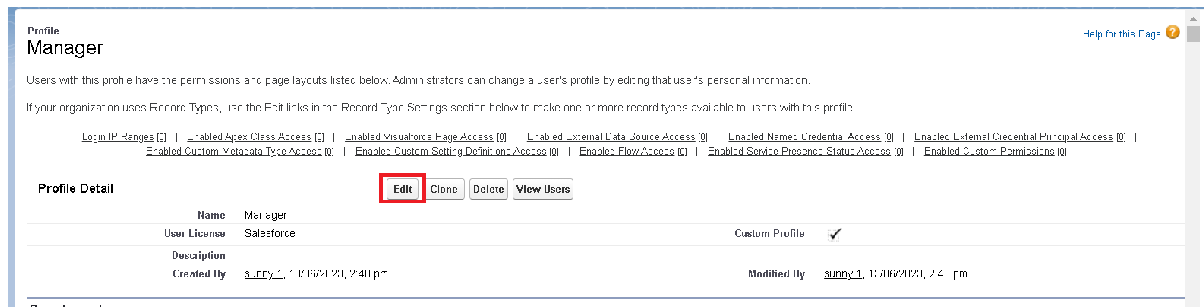 Profile
Manager
Help for this Page
Users with this profile have the permissions and page layouts listed below. Administrators can change a user's profile by editing that user's personal information.
If your organization uses Record Types, use the Edit links in the Record Type Settings section below to make one or more record types available to users with this profile.
Login IP Ranges [0] | Enabled Apex Class Access [0] | Enabled Visualforce Page Access [0] Enabled External Data Source Access [0] Enabled Named Credential Access [0] | Enabled External Credential Principal Access [0] |
Enabled Custom Metadata Type Access [0] | Enabled Custom Setting Definitions Access [0] | Enabled Flow Access [0] | Enabled Service Presence Status Access [0] | Enabled Custom Permissions [0]
Profile Detail Edit Clone Delete View Users
Name Manager
User License Salesforce Custom Profile ✓
Description
Created By sunny 1, pm Modified By sunny 1, pm